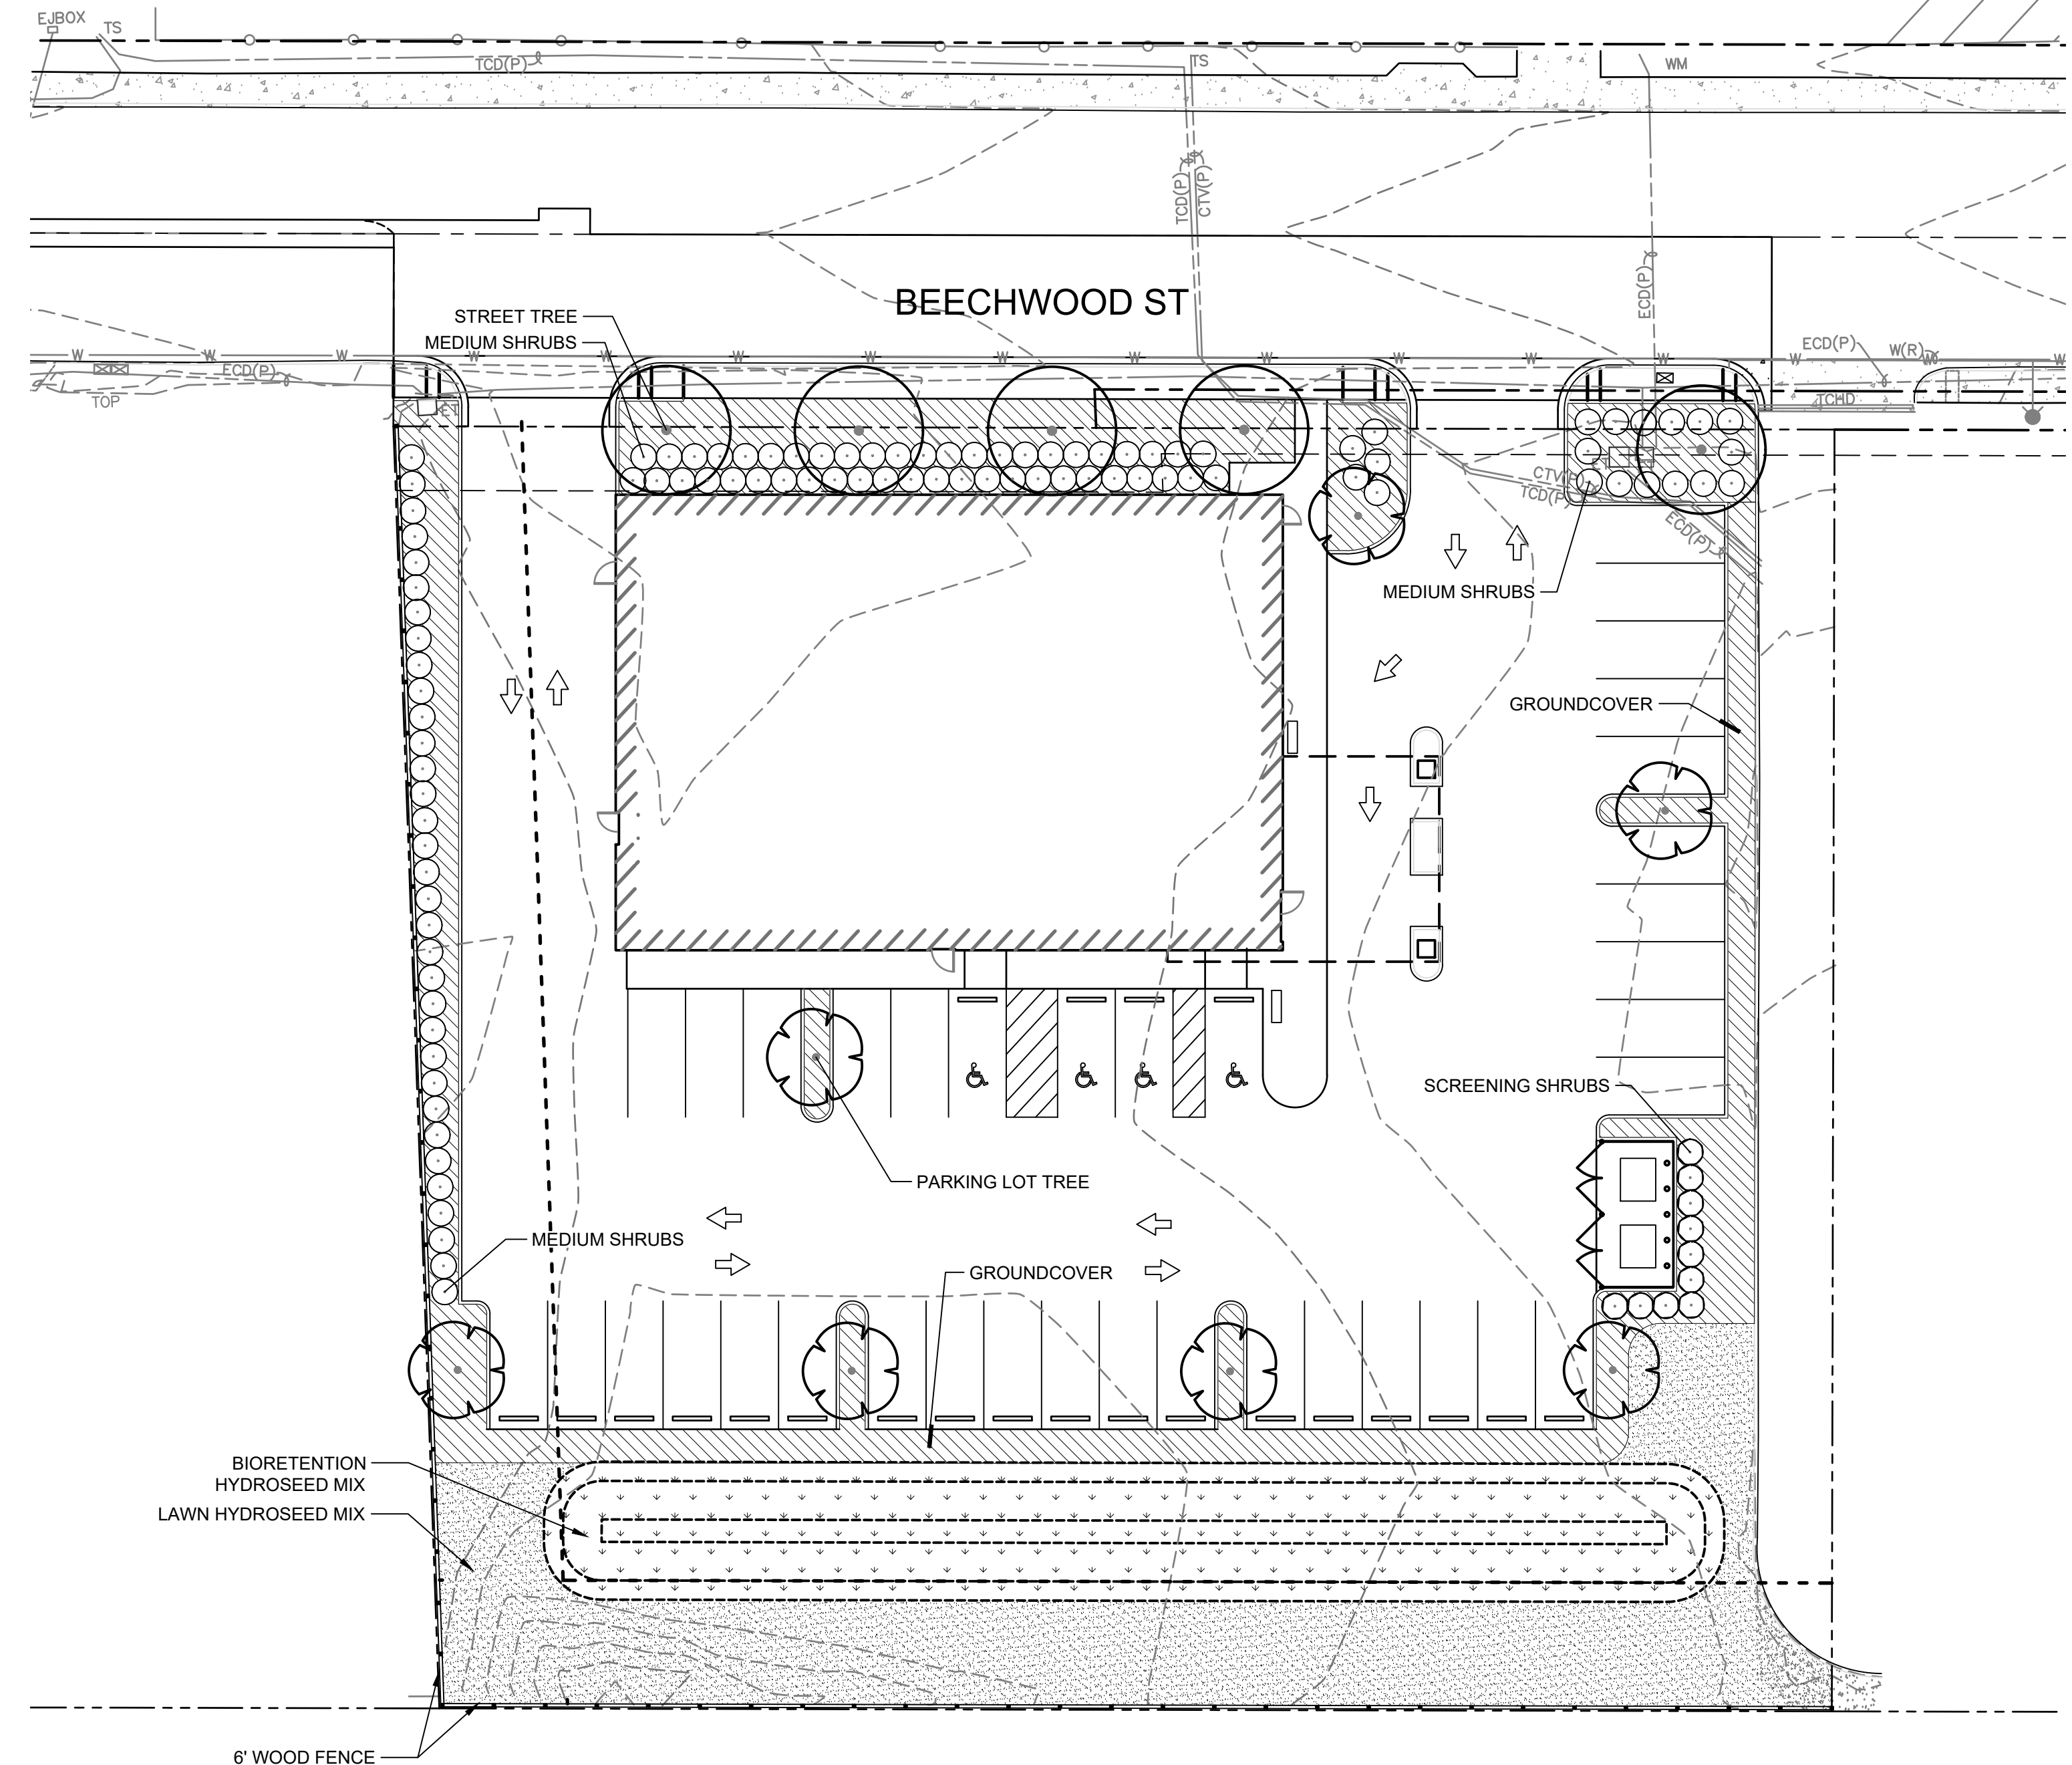 EJBOX
TS
TCD(P)
TS
WM
TCD(P)
CTV(P)
ECD(P)
BEECHWOOD ST
STREET TREE
MEDIUM SHRUBS
W W W W W W W W W W W W W W W W
ECD(P)
W(R)
ECD(P)
TOP
ET
TCHD
CTV(P)
TCD(P)
ECD(P)
MEDIUM SHRUBS
GROUNDCOVER
SCREENING SHRUBS
PARKING LOT TREE
MEDIUM SHRUBS
GROUNDCOVER
BIORETENTION
HYDROSEED MIX
LAWN HYDROSEED MIX
6' WOOD FENCE